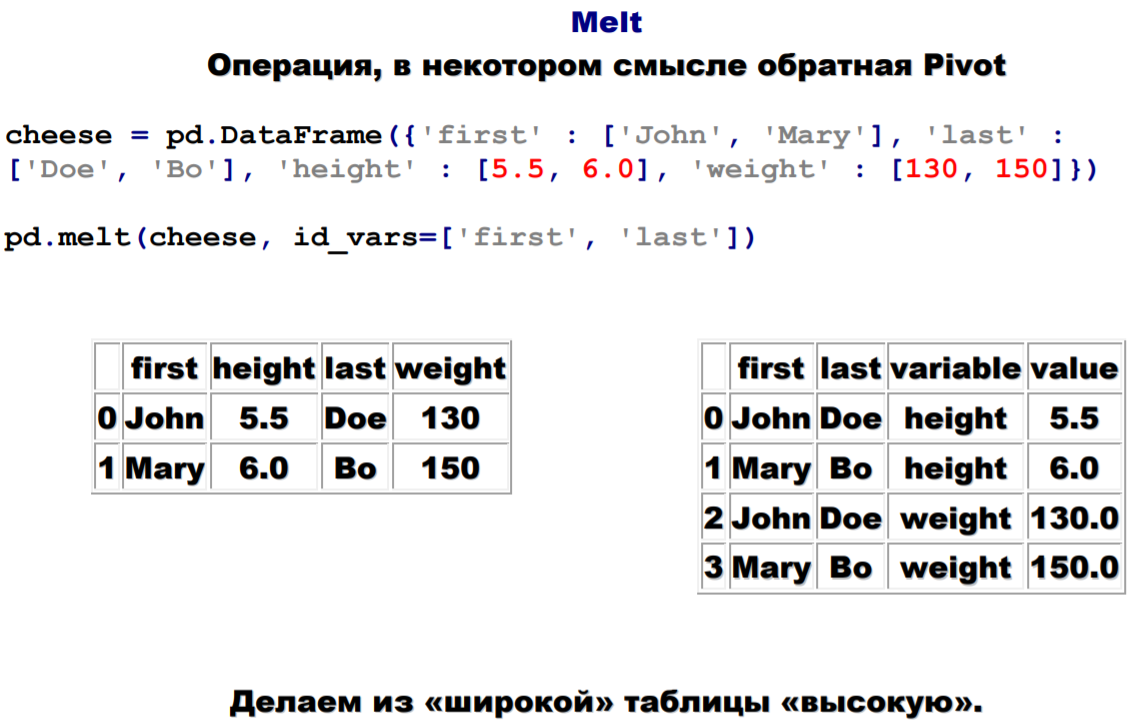 Melt
Операция, в некотором смысле обратная Pivot
cheese = pd.DataFrame({'first' : ['John', 'Mary'], 'last' :
['Doe', 'Bo'], 'height' : [5.5, 6.0], 'weight' : [130, 150]})
pd.melt(cheese, id_vars=['first', 'last'])
first height last weight
0 John 5.5 Doe 130
1 Mary 6.0 Bo 150
first last variable value
0 John Doe height 5.5
1 Mary Bo height 6.0
2 John Doe weight 130.0
3 Mary Bo weight 150.0
Делаем из «широкой» таблицы «высокую».